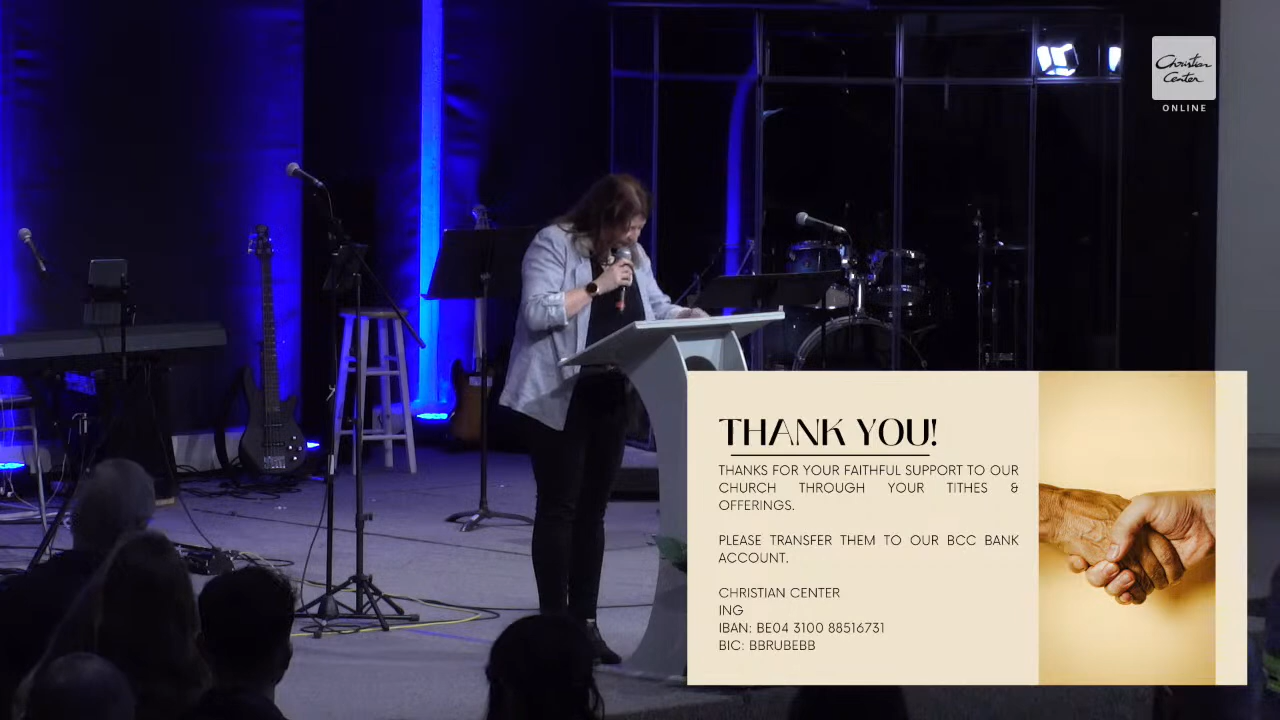 Christian
Center
ONLINE
THANK YOU!
THANKS FOR YOUR FAITHFUL SUPPORT TO OUR
CHURCH THROUGH YOUR TITHES &
OFFERINGS.
PLEASE TRANSFER THEM TO OUR BCC BANK
ACCOUNT.
CHRISTIAN CENTER
ING
IBAN: BE04 3100 88516731
BIC: BBRUBEBB